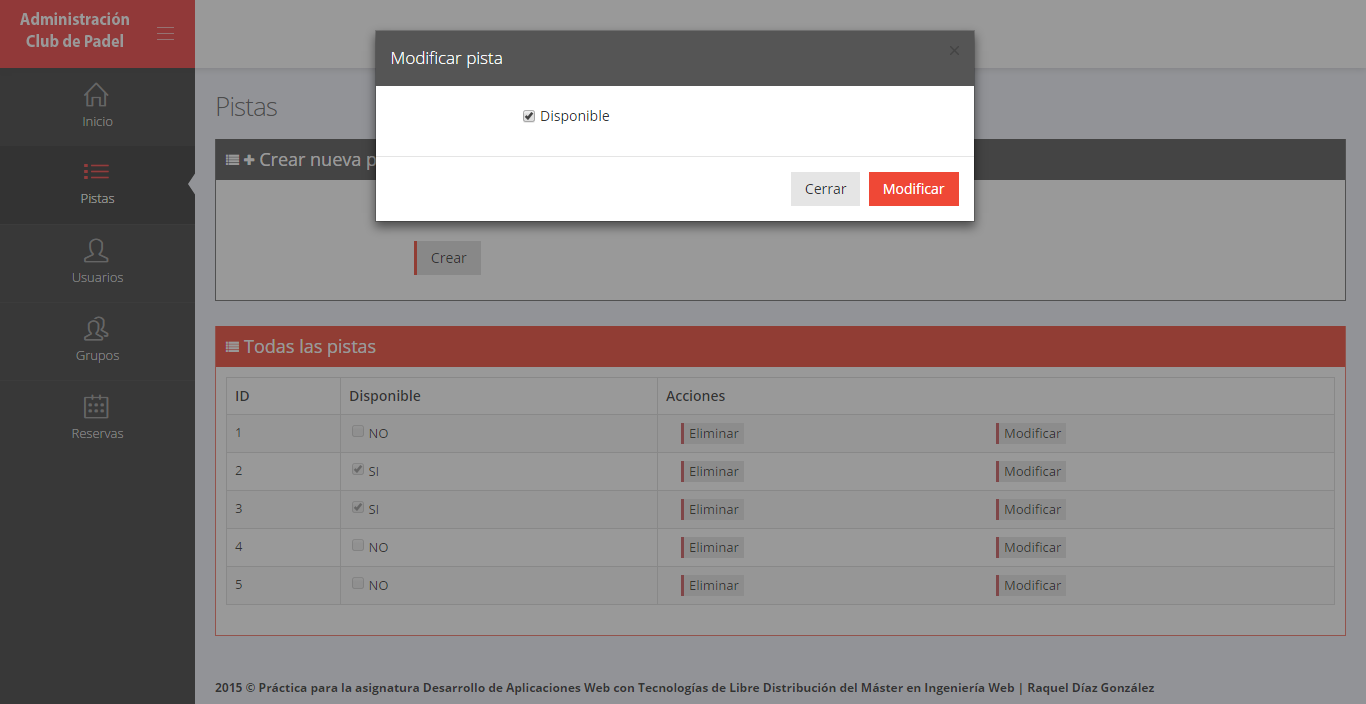 Administración
Club de Padel
Modificar pista
×
Disponible
Cerrar
Modificar
Inicio
Pistas
Usuarios
Grupos
Reservas
Pistas
Crear nueva p
Crear
Todas las pistas
ID Disponible Acciones
1 NO Eliminar Modificar
2 SI Eliminar Modificar
3 SI Eliminar Modificar
4 NO Eliminar Modificar
5 NO Eliminar Modificar
2015 © Práctica para la asignatura Desarrollo de Aplicaciones Web con Tecnologías de Libre Distribución del Máster en Ingeniería Web | Raquel Díaz González